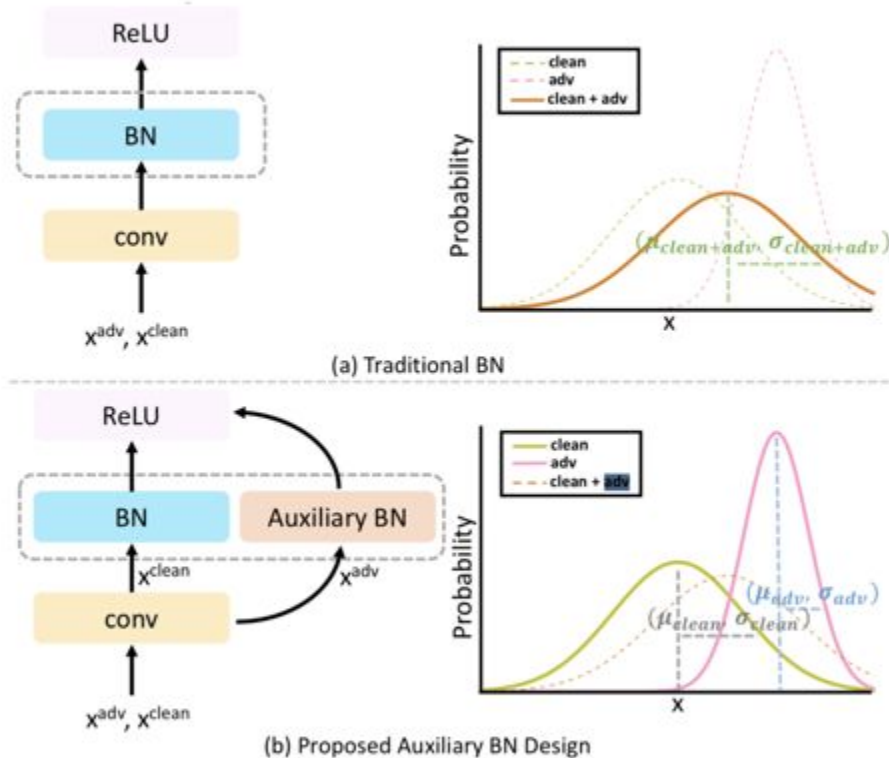 ReLU
BN
conv
x^adv, x^clean
clean
adv
clean + adv
Probability
(μ_clean+adv, σ_clean+adv)
x
(a) Traditional BN
ReLU
BN
Auxiliary BN
x^clean
x^adv
conv
x^adv, x^clean
clean
adv
clean + adv
Probability
(μ_adv, σ_adv)
(μ_clean, σ_clean)
x
(b) Proposed Auxiliary BN Design